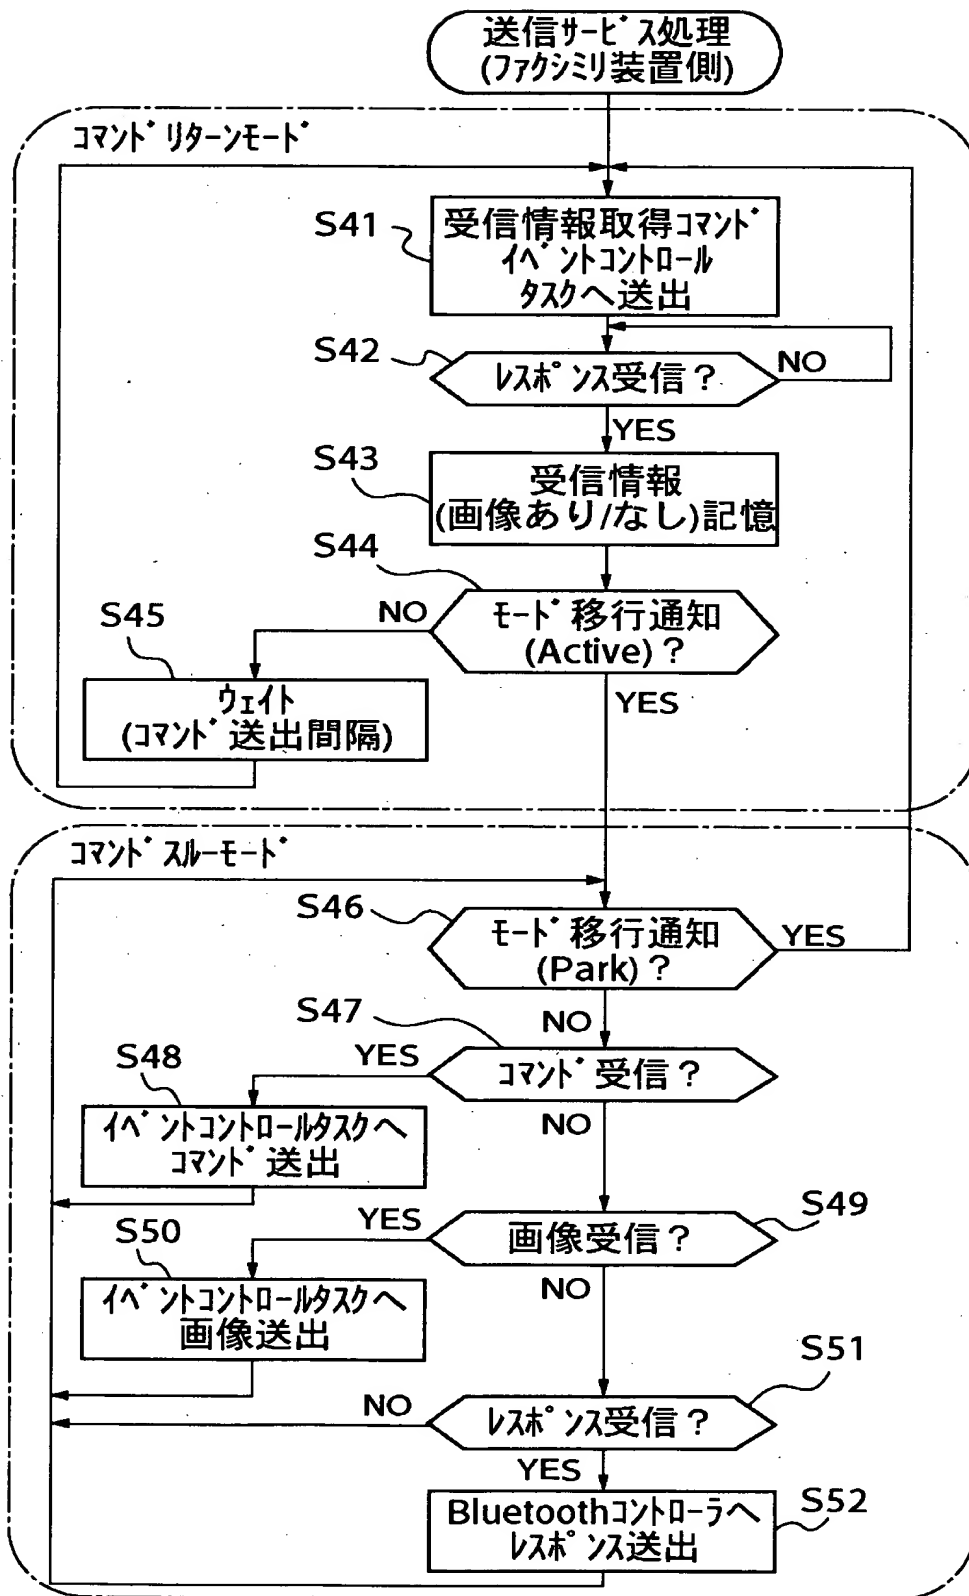 送信サービス処理
(ファクシミリ装置側)
コマンドリターンモード
S41
受信情報取得コマンド
イベントコントロール
タスクへ送出
S42
レスポンス受信？
NO
YES
S43
受信情報
(画像あり/なし)記憶
S44
モード移行通知
(Active)？
NO
YES
S45
ウェイト
(コマンド送出間隔)
コマンドスルーモード
S46
モード移行通知
(Park)？
YES
NO
S47
コマンド受信？
YES
NO
S48
イベントコントロールタスクへ
コマンド送出
S49
画像受信？
YES
NO
S50
イベントコントロールタスクへ
画像送出
S51
レスポンス受信？
NO
YES
S52
Bluetoothコントローラへ
レスポンス送出